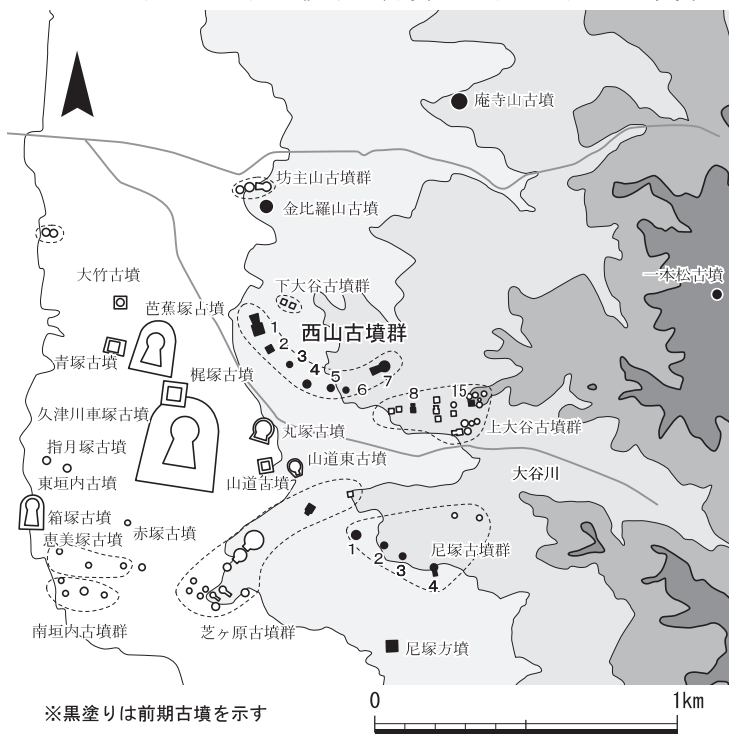 庵寺山古墳
坊主山古墳群
金比羅山古墳
一本松古墳
大竹古墳
下大谷古墳群
芭蕉塚古墳
西山古墳群
1
2
3
4
5
6
7
青塚古墳
梶塚古墳
8
15
久津川車塚古墳
丸塚古墳
上大谷古墳群
指月塚古墳
山道東古墳
東垣内古墳
山道古墳
大谷川
箱塚古墳
赤塚古墳
恵美塚古墳
1
2
3
4
尼塚古墳群
南垣内古墳群
芝ヶ原古墳群
尼塚方墳
※黒塗りは前期古墳を示す
0
1km